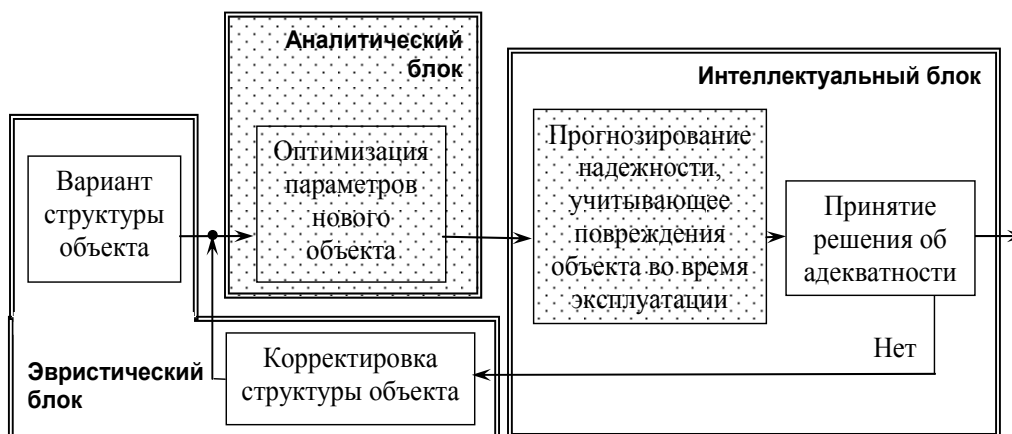 Аналитический
блок
Интеллектуальный блок
Вариант
структуры
объекта
Оптимизация
параметров
нового
объекта
Прогнозирование
надежности,
учитывающее
повреждения
объекта во время
эксплуатации
Принятие
решения об
адекватности
Нет
Корректировка
структуры объекта
Эвристический
блок